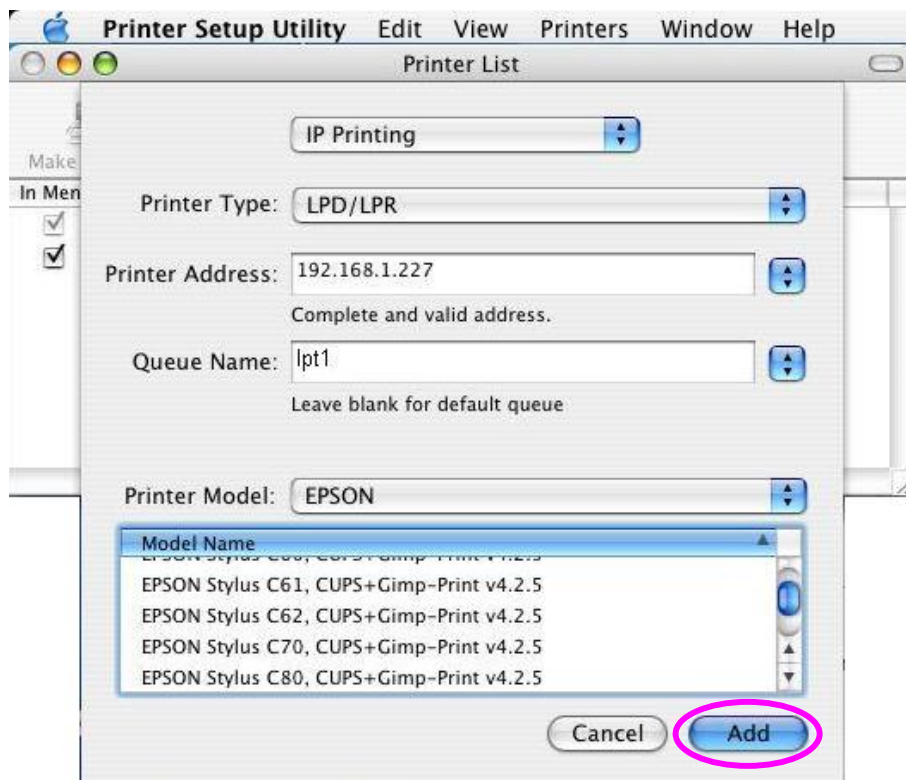 Printer Setup Utility Edit View Printers Window Help
Printer List
Make
In Men
IP Printing
Printer Type: LPD/LPR
Printer Address: 192.168.1.227
Complete and valid address.
Queue Name: lpt1
Leave blank for default queue
Printer Model: EPSON
Model Name
EPSON Stylus C61, CUPS+Gimp-Print v4.2.5
EPSON Stylus C62, CUPS+Gimp-Print v4.2.5
EPSON Stylus C70, CUPS+Gimp-Print v4.2.5
EPSON Stylus C80, CUPS+Gimp-Print v4.2.5
Cancel Add